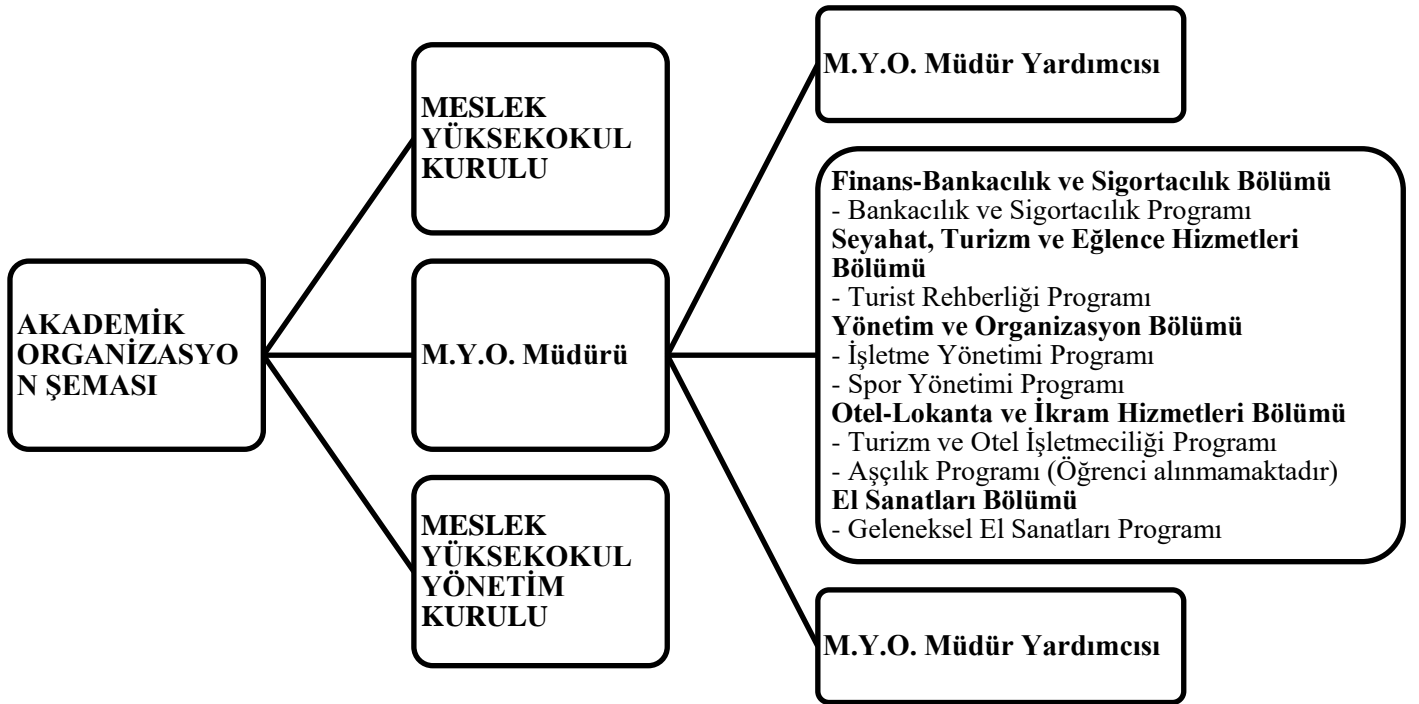 AKADEMİK
ORGANİZASYO
N ŞEMASI
MESLEK
YÜKSEKOKUL
KURULU
M.Y.O. Müdürü
MESLEK
YÜKSEKOKUL
YÖNETİM
KURULU
M.Y.O. Müdür Yardımcısı
Finans-Bankacılık ve Sigortacılık Bölümü
- Bankacılık ve Sigortacılık Programı
Seyahat, Turizm ve Eğlence Hizmetleri
Bölümü
- Turist Rehberliği Programı
Yönetim ve Organizasyon Bölümü
- İşletme Yönetimi Programı
- Spor Yönetimi Programı
Otel-Lokanta ve İkram Hizmetleri Bölümü
- Turizm ve Otel İşletmeciliği Programı
- Aşçılık Programı (Öğrenci alınmamaktadır)
El Sanatları Bölümü
- Geleneksel El Sanatları Programı
M.Y.O. Müdür Yardımcısı